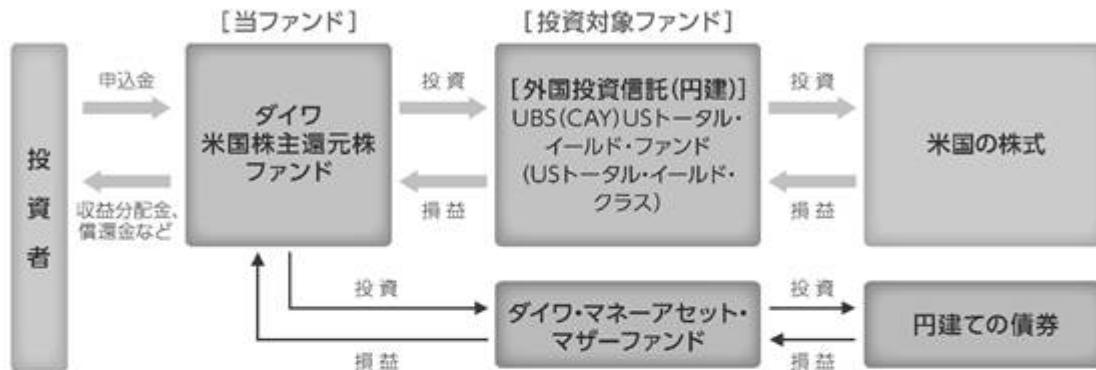 [当ファンド]
[投資対象ファンド]
投資者
申込金
収益分配金、
償還金など
ダイワ
米国株主還元株
ファンド
投資
損益
[外国投資信託(円建)]
UBS(CAY)USトータル・
イールド・ファンド
(USトータル・イールド・
クラス)
投資
損益
米国の株式
投資
損益
ダイワ・マネーアセット・
マザーファンド
投資
損益
円建ての債券